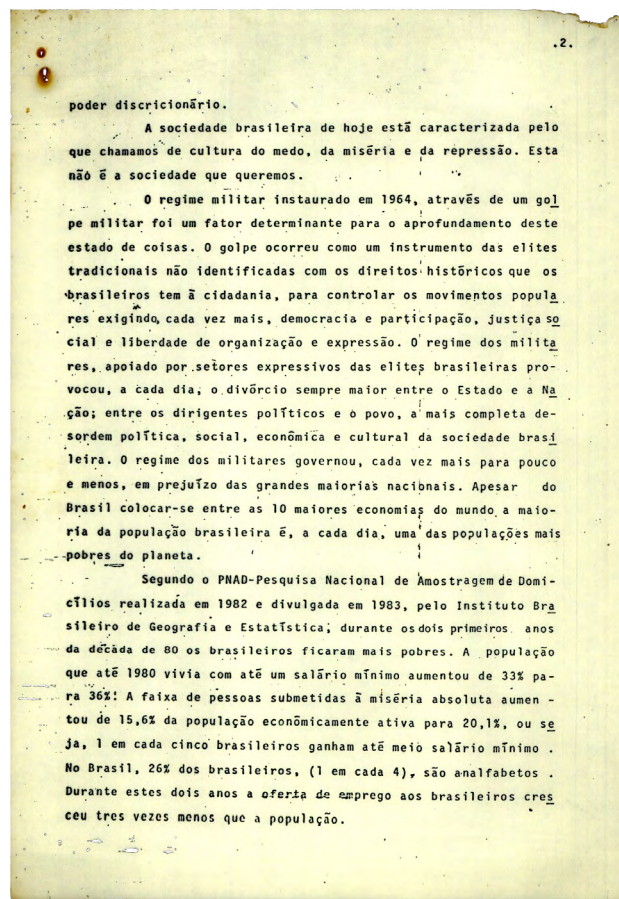 .2.
poder discricionário.
A sociedade brasileira de hoje está caracterizada pelo
que chamamos de cultura do medo, da miséria e da repressão. Esta
não é a sociedade que queremos.
O regime militar instaurado em 1964, através de um gol
pe militar foi um fator determinante para o aprofundamento deste
estado de coisas. O golpe ocorreu como um instrumento das elites
tradicionais não identificadas com os direitos históricos que os
brasileiros tem ã cidadania, para controlar os movimentos popula
res exigindo, cada vez mais, democracia e participação, justiça so
cial e liberdade de organização e expressão. O regime dos milita
res, apoiado por setores expressivos das elites brasileiras pro-
vocou, a cada dia, o divórcio sempre maior entre o Estado e a Na
ção; entre os dirigentes políticos e o povo, a mais completa de-
sordem política, social, econômica e cultural da sociedade brasi
leira. O regime dos militares governou, cada vez mais para pouco
e menos, em prejuízo das grandes maiorias nacionais. Apesar do
Brasil colocar-se entre as 10 maiores economias do mundo a maio-
ria da população brasileira é, a cada dia, uma das populações mais
pobres do planeta.
Segundo o PNAD-Pesquisa Nacional de Amostragem de Domi-
cílios realizada em 1982 e divulgada em 1983, pelo Instituto Bra
sileiro de Geografia e Estatística, durante os dois primeiros anos
da década de 80 os brasileiros ficaram mais pobres. A população
que até 1980 vivia com até um salário mínimo aumentou de 33% pa-
ra 36%! A faixa de pessoas submetidas ã miséria absoluta aumen -
tou de 15,6% da população econômicamente ativa para 20,1%, ou se
ja, 1 em cada cinco brasileiros ganham até meio salário mínimo .
No Brasil, 26% dos brasileiros, (1 em cada 4), são analfabetos .
Durante estes dois anos a oferta de emprego aos brasileiros cres
ceu tres vezes menos que a população.